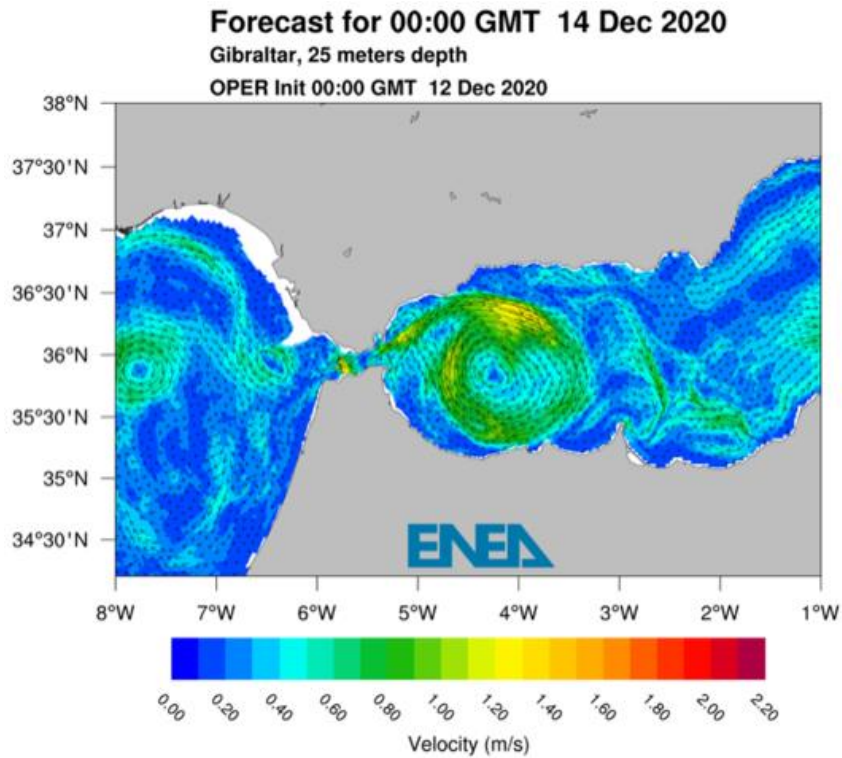 Forecast for 00:00 GMT 14 Dec 2020
Gibraltar, 25 meters depth
OPER Init 00:00 GMT 12 Dec 2020
38°N
37°30'N
37°N
36°30'N
36°N
35°30'N
35°N
34°30'N
ENEA
8°W 7°W 6°W 5°W 4°W 3°W 2°W 1°W
0.00 0.20 0.40 0.60 0.80 1.00 1.20 1.40 1.60 1.80 2.00 2.20
Velocity (m/s)